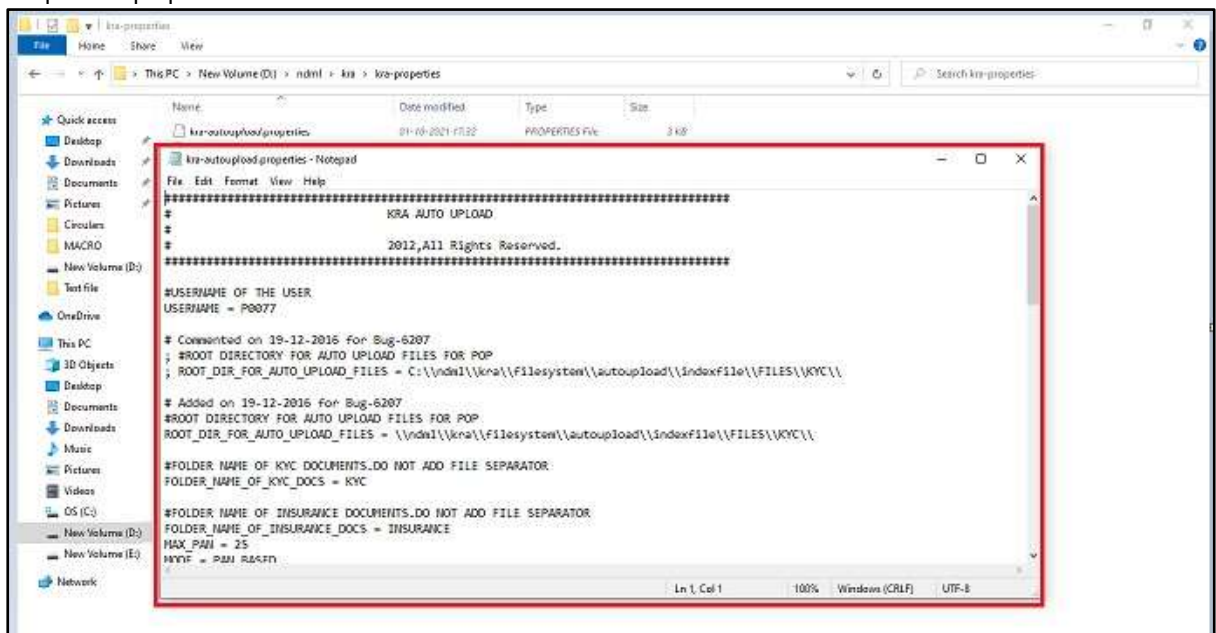 kra-properties
File Home Share View
This PC > New Volume (D:) > ndml > kra > kra-properties
Search kra-properties
Name Date modified Type Size
kra-autoupload.properties 01-10-2021 17:32 PROPERTIES File 3 KB
Quick access
Desktop
Downloads
Documents
Pictures
Circulars
MACRO
New Volume (D:)
Text file
OneDrive
This PC
3D Objects
Desktop
Documents
Downloads
Music
Pictures
Videos
OS (C:)
New Volume (D:)
New Volume (E:)
Network
kra-autoupload.properties - Notepad
File Edit Format View Help
# KRA AUTO UPLOAD
#
# 2012,All Rights Reserved.
#USERNAME OF THE USER
USERNAME = P0077
# Commented on 19-12-2016 for Bug-6207
; #ROOT DIRECTORY FOR AUTO UPLOAD FILES FOR POP
; ROOT_DIR_FOR_AUTO_UPLOAD_FILES = C:\\ndml\\kra\\filesystem\\autoupload\\indexfile\\FILES\\KYC\\
# Added on 19-12-2016 for Bug-6207
#ROOT DIRECTORY FOR AUTO UPLOAD FILES FOR POP
ROOT_DIR_FOR_AUTO_UPLOAD_FILES = \\ndml\\kra\\filesystem\\autoupload\\indexfile\\FILES\\KYC\\
#FOLDER NAME OF KYC DOCUMENTS.DO NOT ADD FILE SEPARATOR
FOLDER_NAME_OF_KYC_DOCS = KYC
#FOLDER NAME OF INSURANCE DOCUMENTS.DO NOT ADD FILE SEPARATOR
FOLDER_NAME_OF_INSURANCE_DOCS = INSURANCE
MAX_PAN = 25
MODE = PAN_BASED
Ln 1, Col 1 100% Windows (CRLF) UTF-8